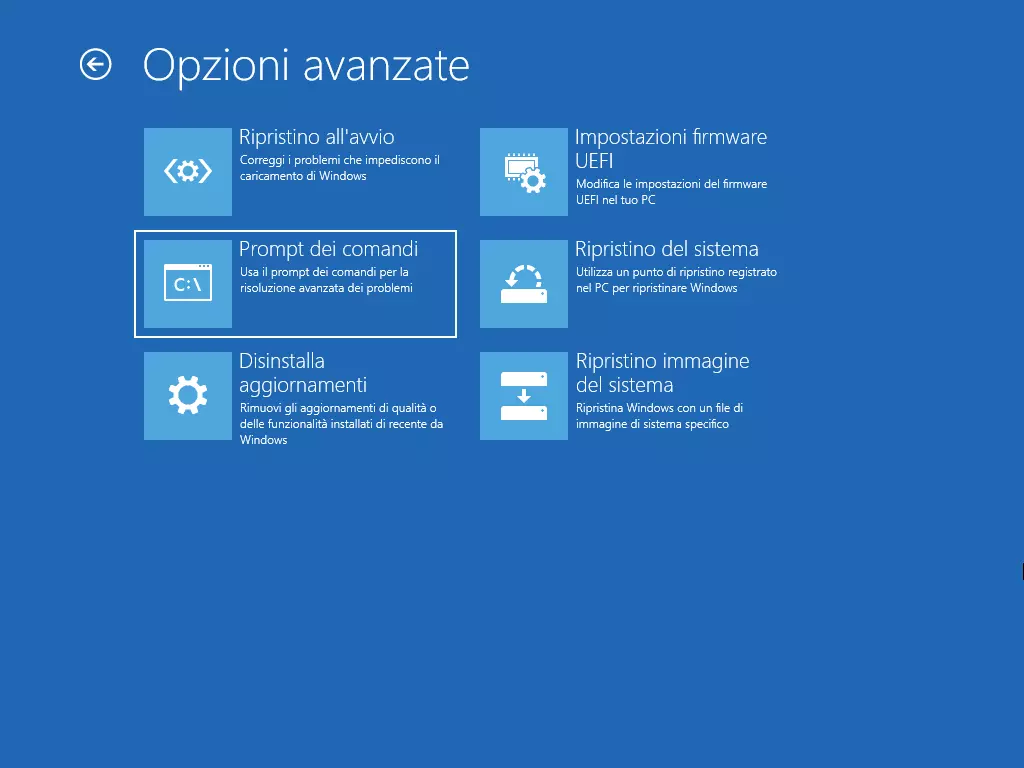 Opzioni avanzate
Ripristino all'avvio
Correggi i problemi che impediscono il
caricamento di Windows
Impostazioni firmware
UEFI
Modifica le impostazioni del firmware
UEFI nel tuo PC
C:\
Prompt dei comandi
Usa il prompt dei comandi per la
risoluzione avanzata dei problemi
Ripristino del sistema
Utilizza un punto di ripristino registrato
nel PC per ripristinare Windows
Disinstalla
aggiornamenti
Rimuovi gli aggiornamenti di qualità o
delle funzionalità installati di recente da
Windows
Ripristino immagine
del sistema
Ripristina Windows con un file di
immagine di sistema specifico